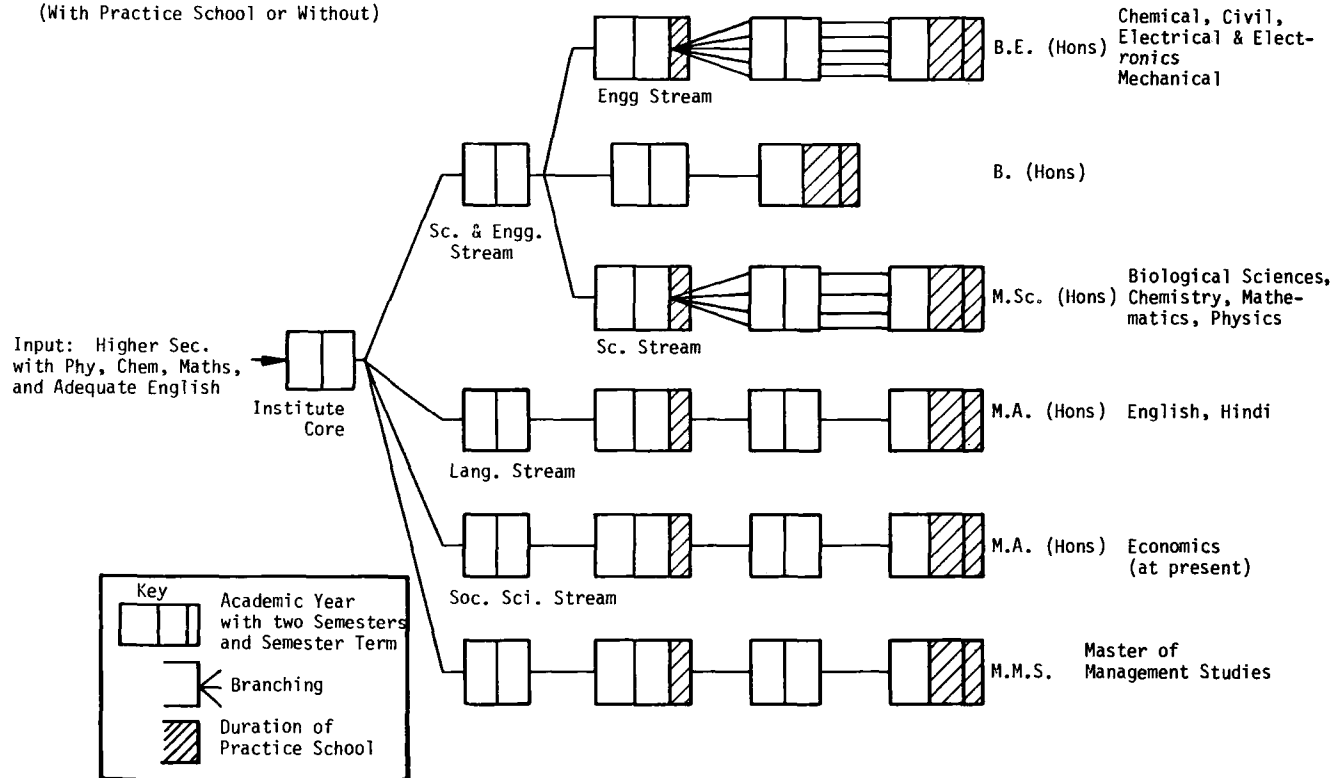 (With Practice School or Without)
Engg Stream
B.E. (Hons)
Chemical, Civil,
Electrical & Elect-
ronics
Mechanical
B. (Hons)
Sc. & Engg.
Stream
Sc. Stream
M.Sc. (Hons)
Biological Sciences,
Chemistry, Mathe-
matics, Physics
Input: Higher Sec.
with Phy, Chem, Maths,
and Adequate English
Institute
Core
Lang. Stream
M.A. (Hons)
English, Hindi
Soc. Sci. Stream
M.A. (Hons)
Economics
(at present)
M.M.S.
Master of
Management Studies
Key
Academic Year
with two Semesters
and Semester Term
Branching
Duration of
Practice School